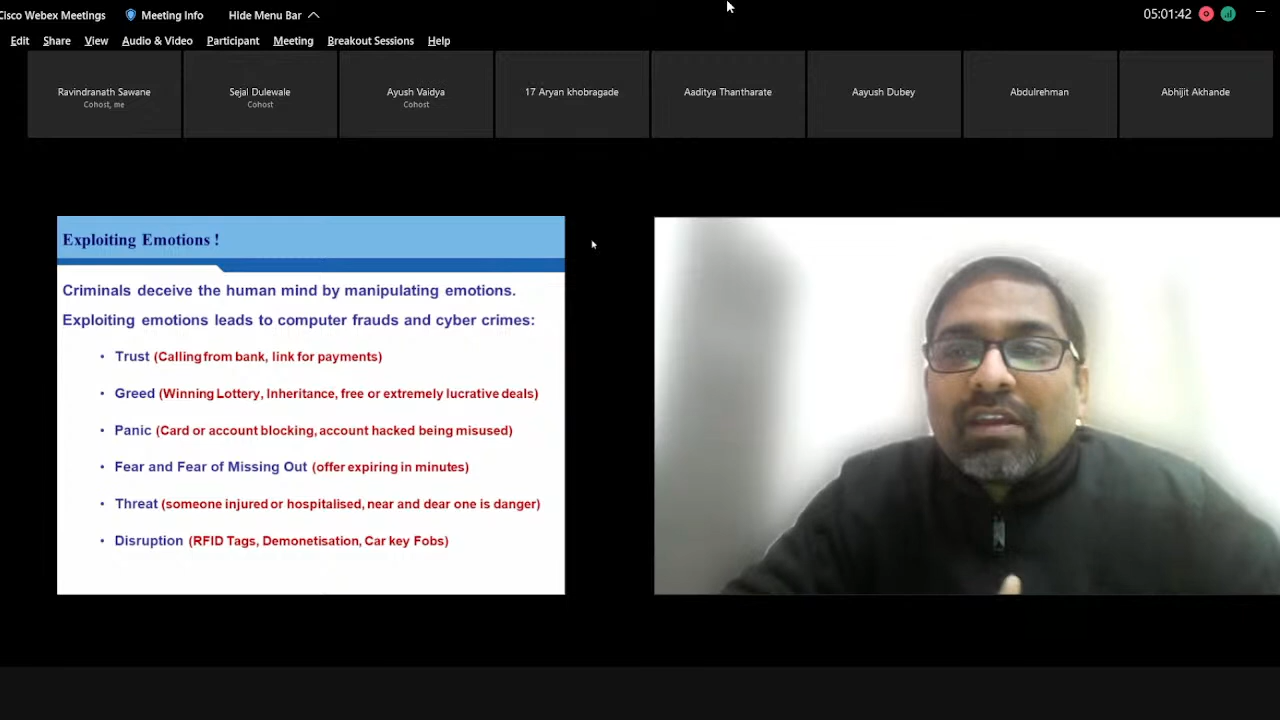 Cisco Webex Meetings Meeting Info Hide Menu Bar 05:01:42
Edit Share View Audio & Video Participant Meeting Breakout Sessions Help
Ravindranath Sawane
Cohost, me
Sejal Dulewale
Cohost
Ayush Vaidya
Cohost
17 Aryan khobragade
Aaditya Thantharate
Aayush Dubey
Abdulrehman
Abhijit Akhande
Exploiting Emotions !
Criminals deceive the human mind by manipulating emotions.
Exploiting emotions leads to computer frauds and cyber crimes:
• Trust (Calling from bank, link for payments)
• Greed (Winning Lottery, Inheritance, free or extremely lucrative deals)
• Panic (Card or account blocking, account hacked being misused)
• Fear and Fear of Missing Out (offer expiring in minutes)
• Threat (someone injured or hospitalised, near and dear one is danger)
• Disruption (RFID Tags, Demonetisation, Car key Fobs)